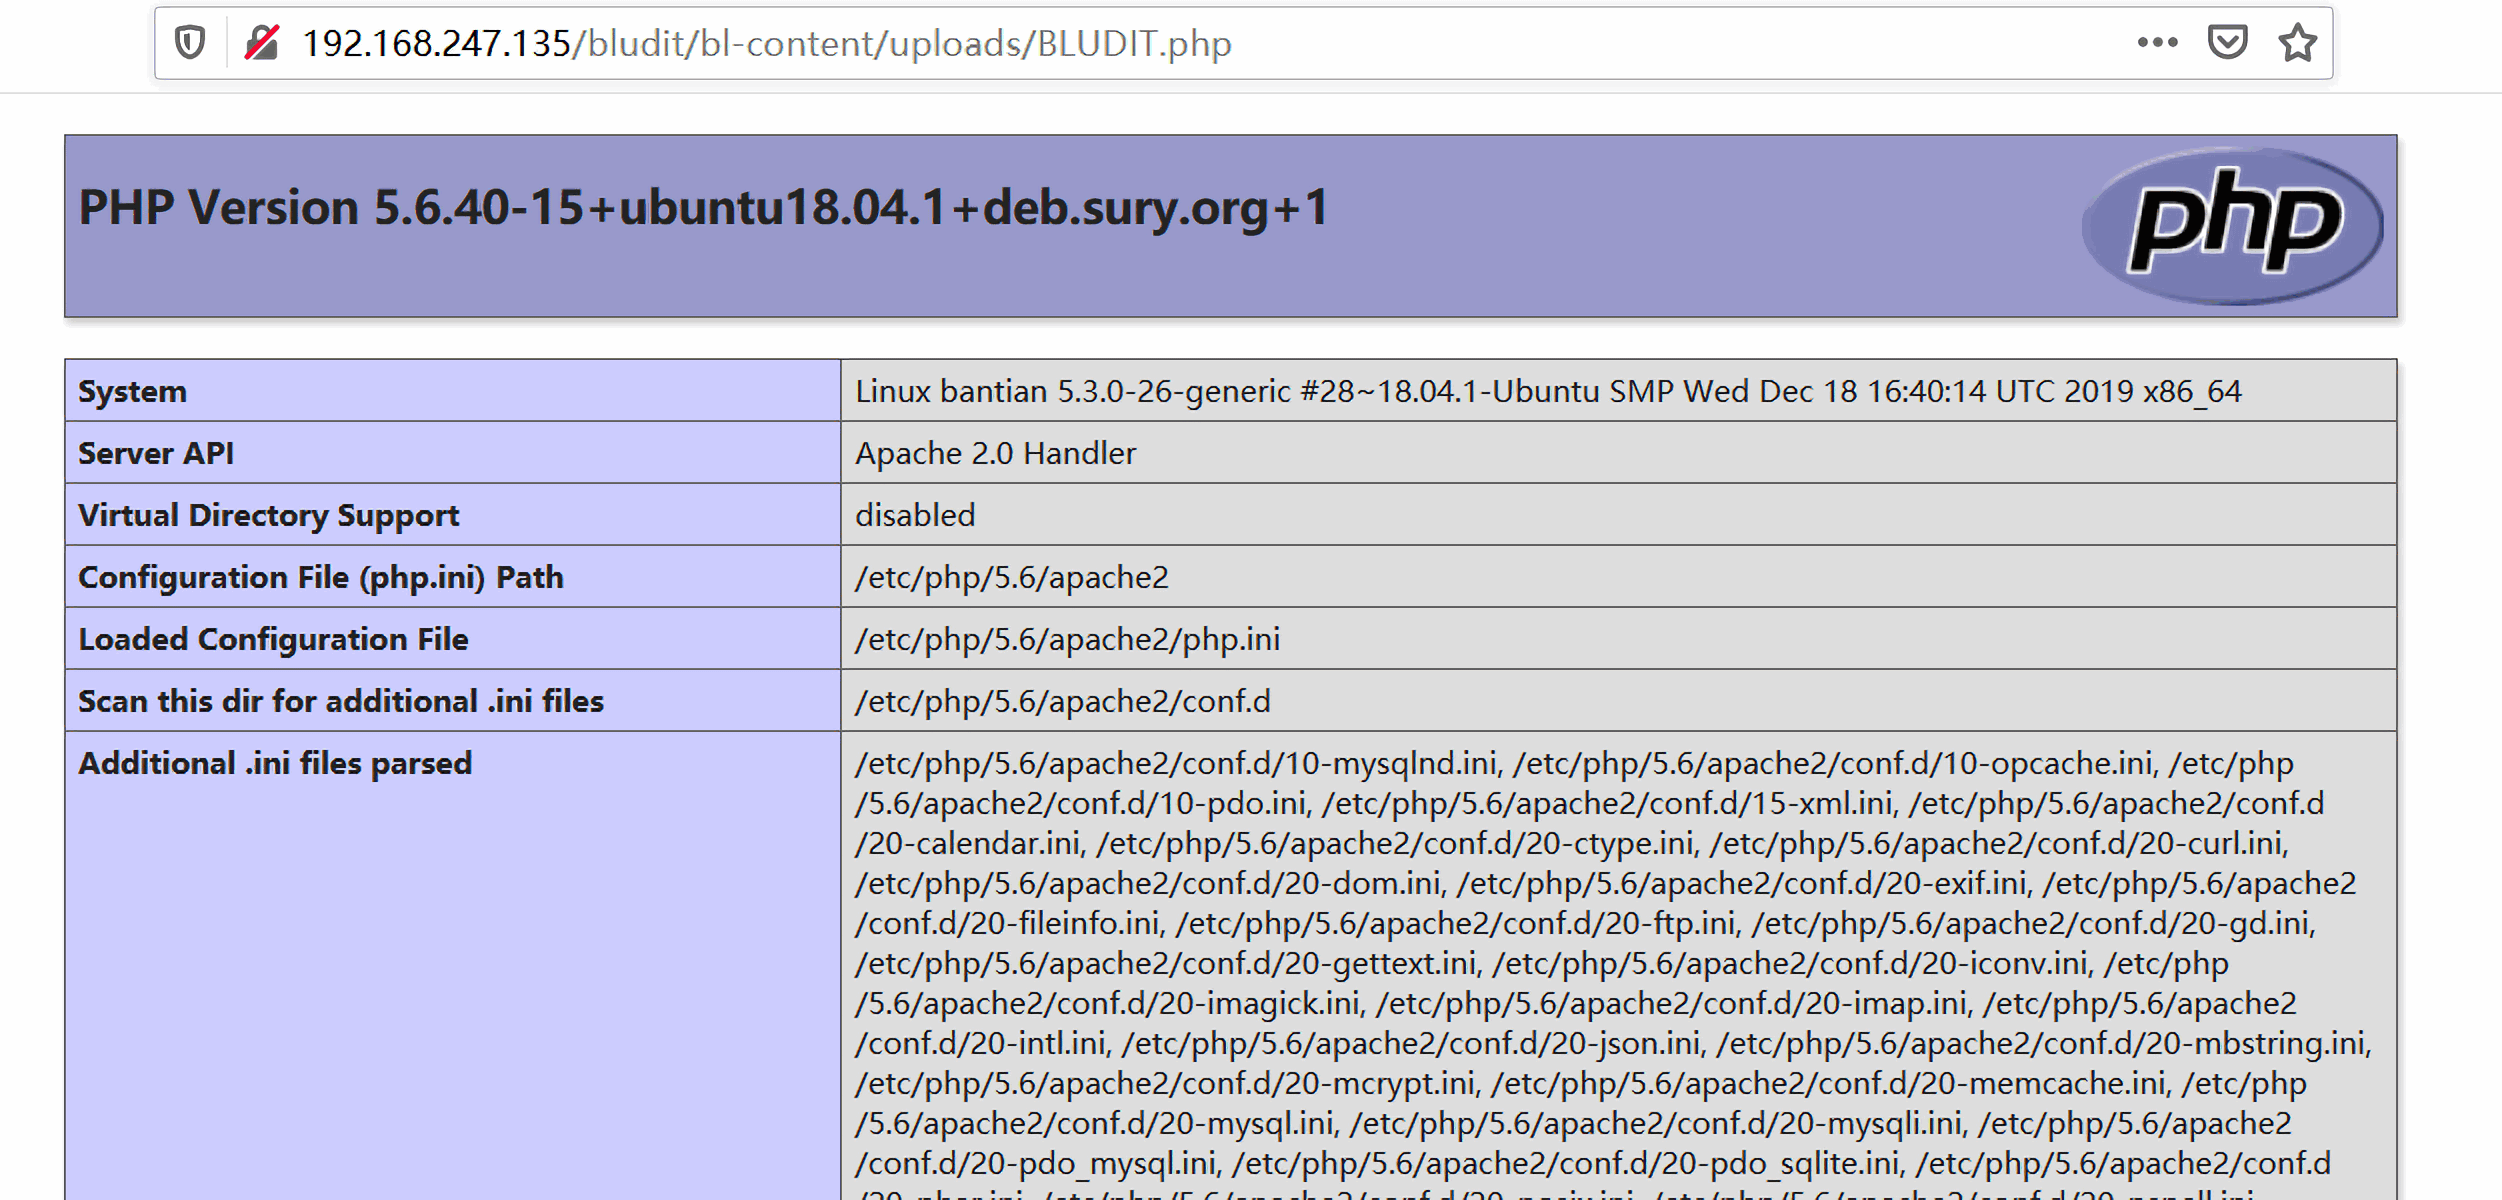 192.168.247.135/bludit/bl-content/uploads/BLUDIT.php
PHP Version 5.6.40-15+ubuntu18.04.1+deb.sury.org+1
php
System
Linux bantian 5.3.0-26-generic #28~18.04.1-Ubuntu SMP Wed Dec 18 16:40:14 UTC 2019 x86_64
Server API
Apache 2.0 Handler
Virtual Directory Support
disabled
Configuration File (php.ini) Path
/etc/php/5.6/apache2
Loaded Configuration File
/etc/php/5.6/apache2/php.ini
Scan this dir for additional .ini files
/etc/php/5.6/apache2/conf.d
Additional .ini files parsed
/etc/php/5.6/apache2/conf.d/10-mysqlnd.ini, /etc/php/5.6/apache2/conf.d/10-opcache.ini, /etc/php
/5.6/apache2/conf.d/10-pdo.ini, /etc/php/5.6/apache2/conf.d/15-xml.ini, /etc/php/5.6/apache2/conf.d
/20-calendar.ini, /etc/php/5.6/apache2/conf.d/20-ctype.ini, /etc/php/5.6/apache2/conf.d/20-curl.ini,
/etc/php/5.6/apache2/conf.d/20-dom.ini, /etc/php/5.6/apache2/conf.d/20-exif.ini, /etc/php/5.6/apache2
/conf.d/20-fileinfo.ini, /etc/php/5.6/apache2/conf.d/20-ftp.ini, /etc/php/5.6/apache2/conf.d/20-gd.ini,
/etc/php/5.6/apache2/conf.d/20-gettext.ini, /etc/php/5.6/apache2/conf.d/20-iconv.ini, /etc/php
/5.6/apache2/conf.d/20-imagick.ini, /etc/php/5.6/apache2/conf.d/20-imap.ini, /etc/php/5.6/apache2
/conf.d/20-intl.ini, /etc/php/5.6/apache2/conf.d/20-json.ini, /etc/php/5.6/apache2/conf.d/20-mbstring.ini,
/etc/php/5.6/apache2/conf.d/20-mcrypt.ini, /etc/php/5.6/apache2/conf.d/20-memcache.ini, /etc/php
/5.6/apache2/conf.d/20-mysql.ini, /etc/php/5.6/apache2/conf.d/20-mysqli.ini, /etc/php/5.6/apache2
/conf.d/20-pdo_mysql.ini, /etc/php/5.6/apache2/conf.d/20-pdo_sqlite.ini, /etc/php/5.6/apache2/conf.d